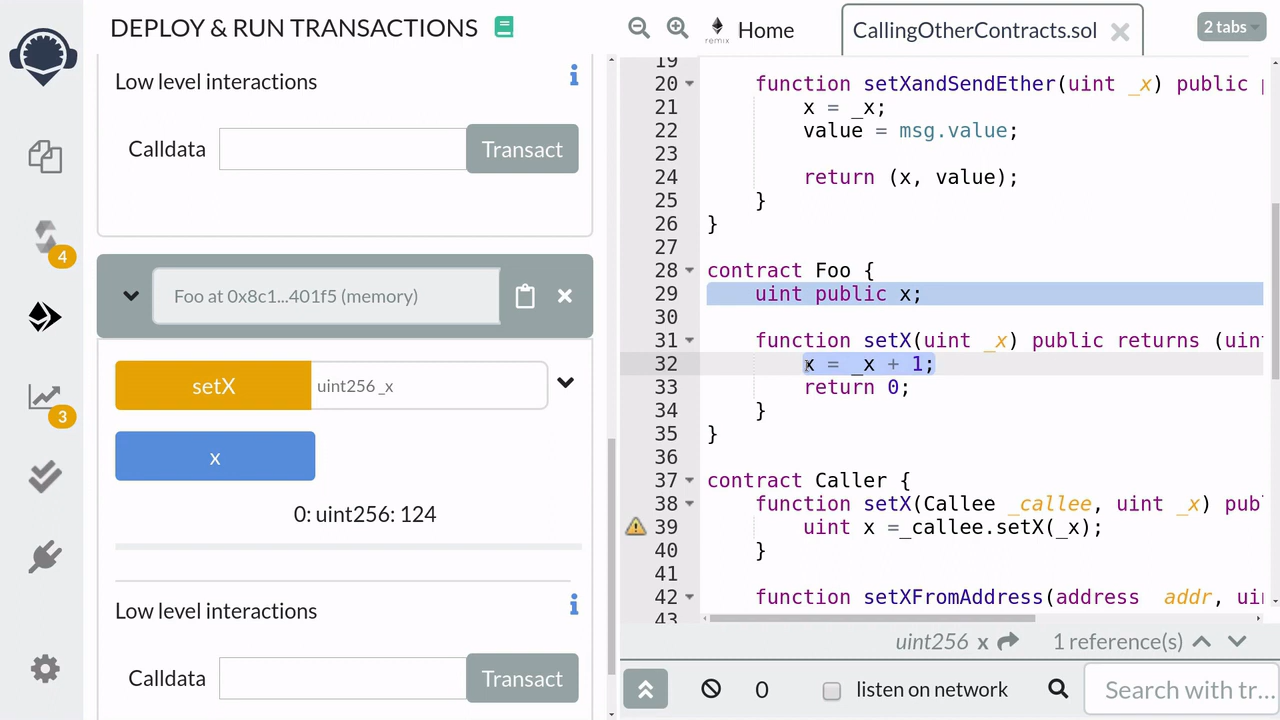 DEPLOY & RUN TRANSACTIONS
Low level interactions
i
Calldata
Transact
Foo at 0x8c1...401f5 (memory)
setX
uint256 _x
x
0: uint256: 124
Low level interactions
i
Calldata
Transact
4
3
remix
Home
CallingOtherContracts.sol
2 tabs
19
20 function setXandSendEther(uint _x) public
21 x = _x;
22 value = msg.value;
23
24 return (x, value);
25 }
26 }
27
28 contract Foo {
29 uint public x;
30
31 function setX(uint _x) public returns (uin
32 x = _x + 1;
33 return 0;
34 }
35 }
36
37 contract Caller {
38 function setX(Callee _callee, uint _x) pub
39 uint x =_callee.setX(_x);
40 }
41
42 function setXFromAddress(address _addr, ui
43
uint256 x
1 reference(s)
0
listen on network
Search with tr...